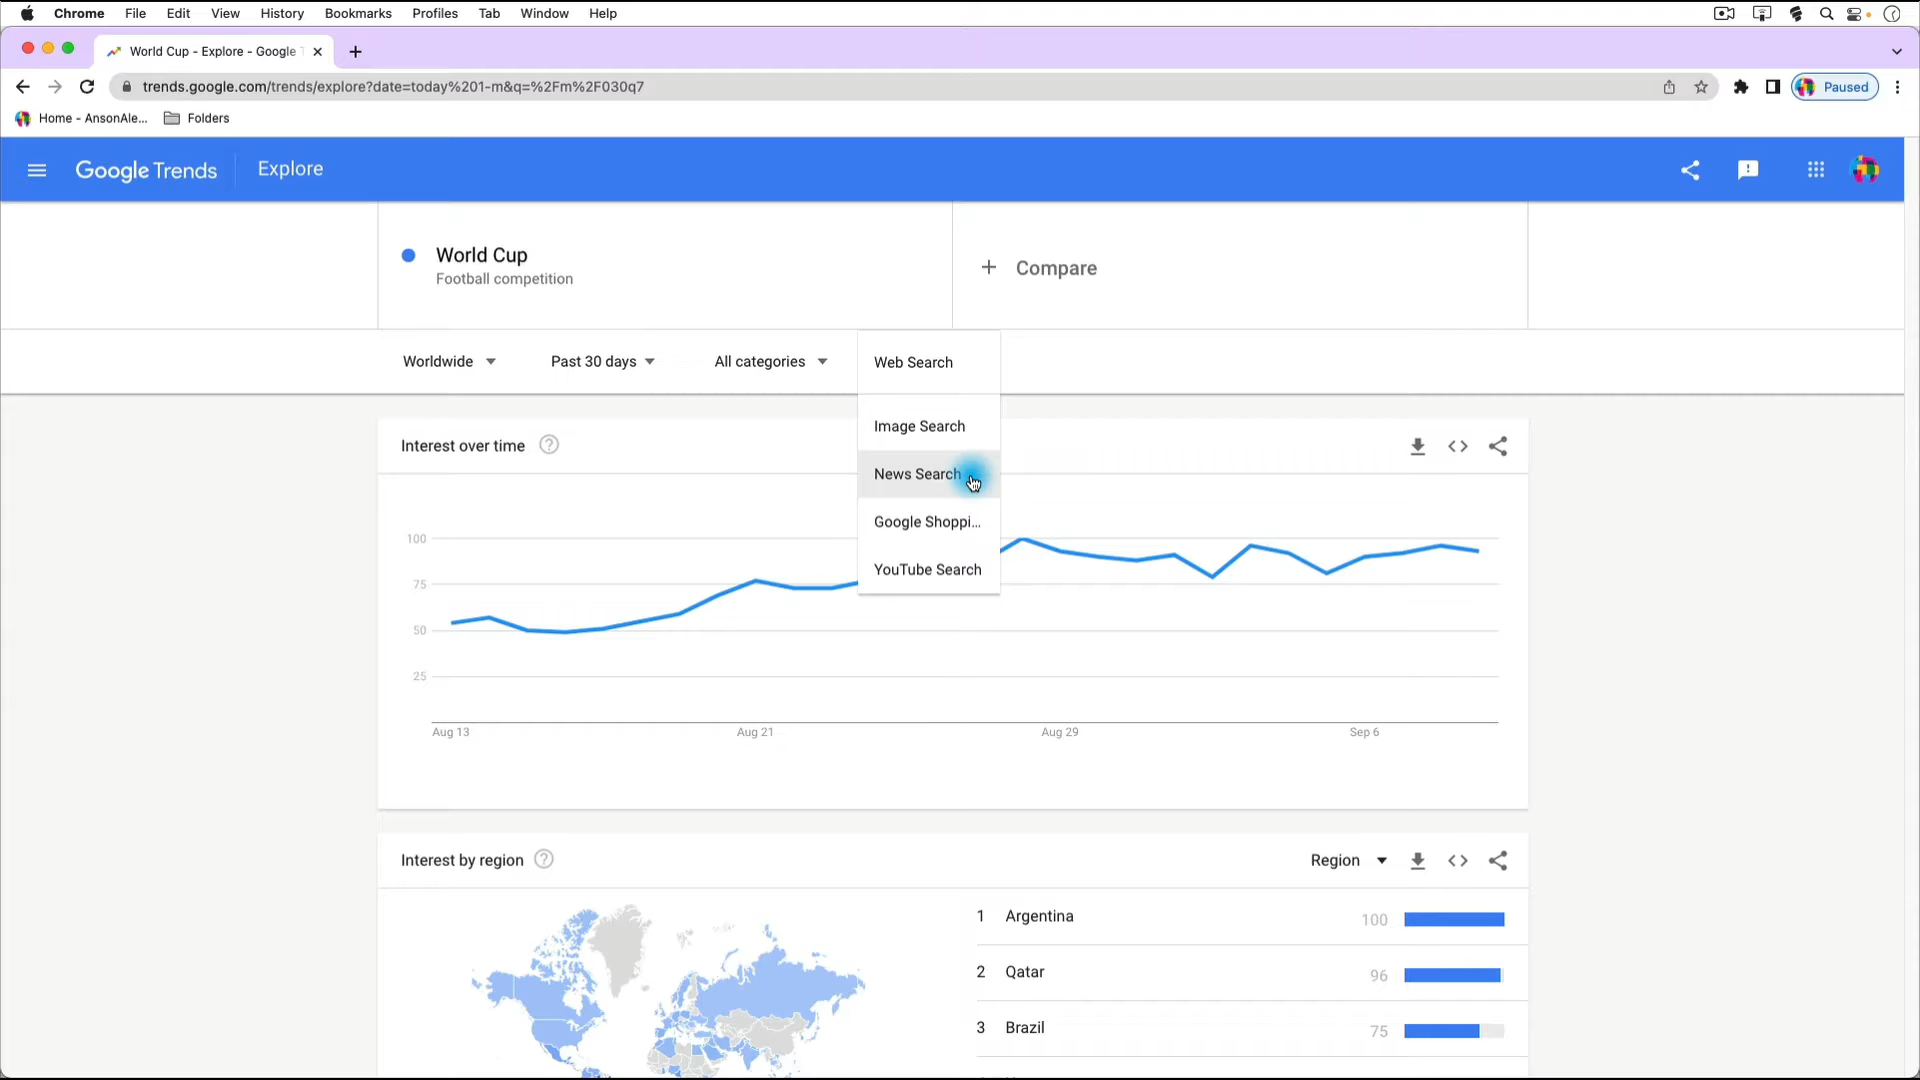 Chrome File Edit View History Bookmarks Profiles Tab Window Help
World Cup - Explore - Google T
trends.google.com/trends/explore?date=today%201-m&q=%2Fm%2F030q7
Paused
Home - AnsonAle... Folders
Google Trends Explore
World Cup
Football competition
+ Compare
Worldwide Past 30 days All categories Web Search
Image Search
News Search
Google Shoppi...
YouTube Search
Interest over time ?
100
75
50
25
Aug 13 Aug 21 Aug 29 Sep 6
Interest by region ? Region
1 Argentina 100
2 Qatar 96
3 Brazil 75